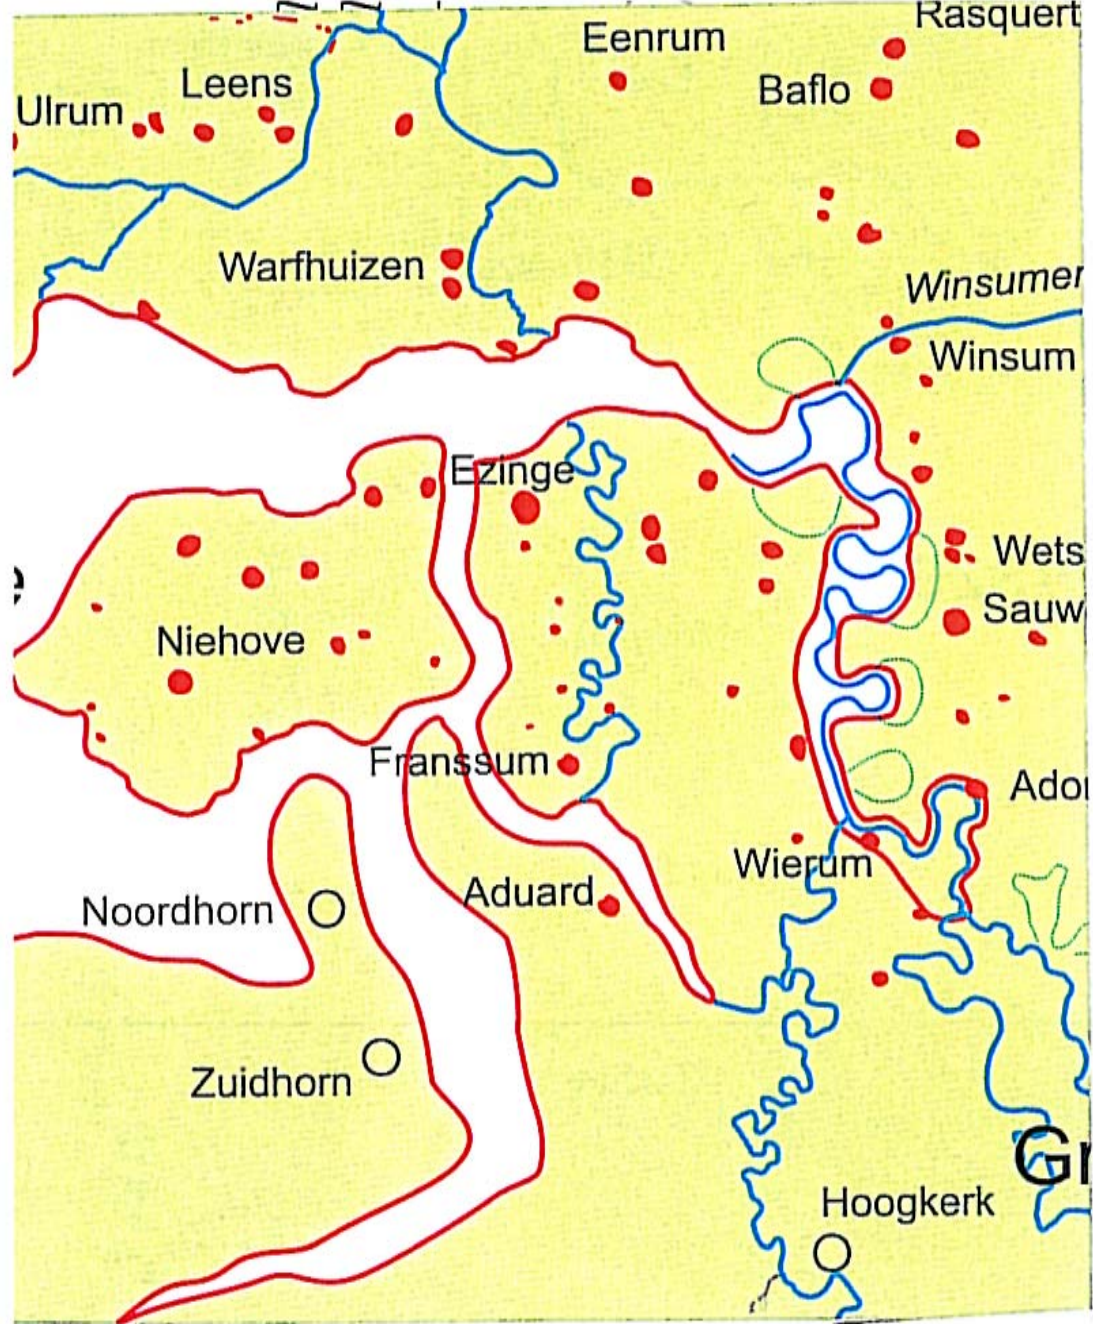 Rasquert
Eenrum
Leens
Baflo
Ulrum
Warfhuizen
Winsumer
Winsum
Ezinge
Wets
e
Sauw
Niehove
Franssum
Ador
Wierum
Aduard
Noordhorn
Zuidhorn
Gr
Hoogkerk